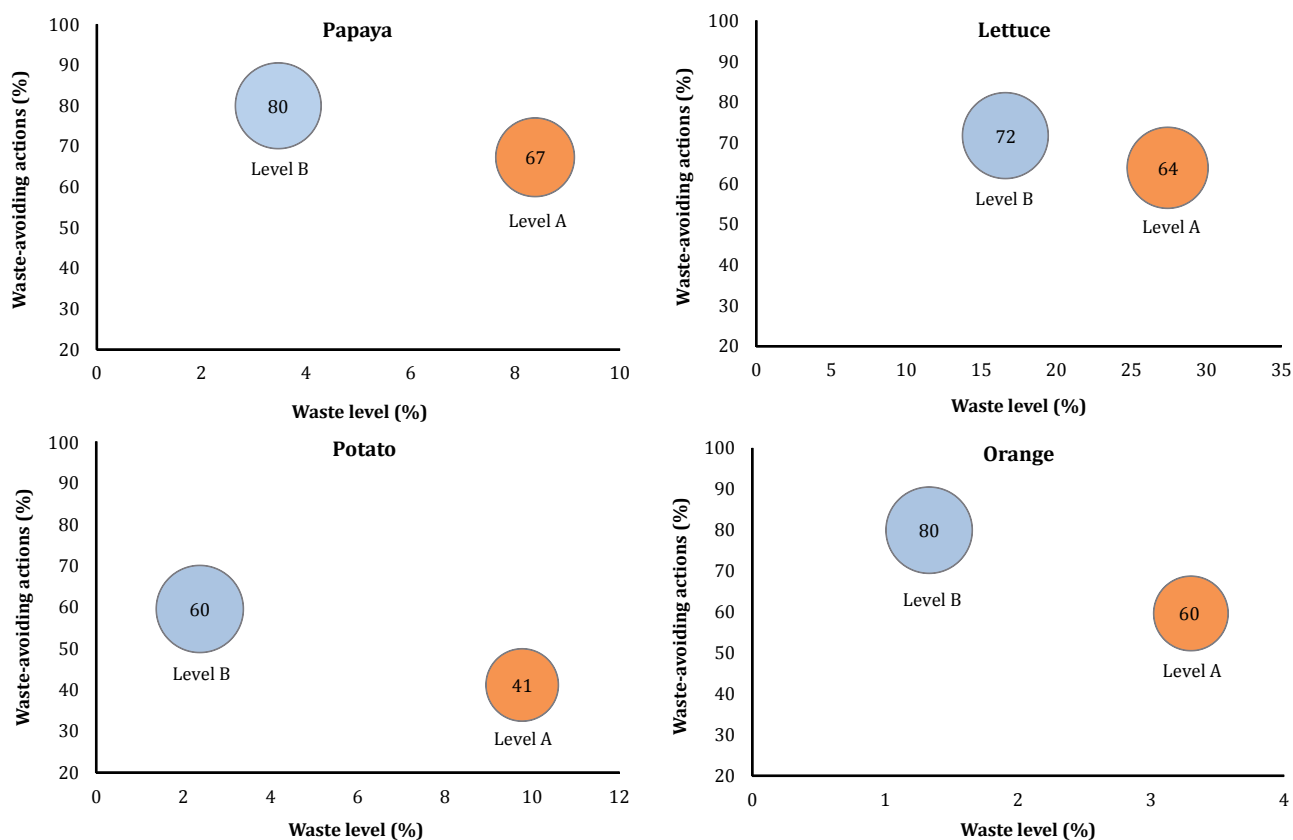 Papaya
Waste-avoiding actions (%)
100
90
80
70
60
50
40
30
20
80
Level B
67
Level A
0 2 4 6 8 10
Waste level (%)
Lettuce
Waste-avoiding actions (%)
100
90
80
70
60
50
40
30
20
72
Level B
64
Level A
0 5 10 15 20 25 30 35
Waste level (%)
Potato
Waste-avoiding actions (%)
100
90
80
70
60
50
40
30
20
60
Level B
41
Level A
0 2 4 6 8 10 12
Waste level (%)
Orange
Waste-avoiding actions (%)
100
90
80
70
60
50
40
30
20
80
Level B
60
Level A
0 1 2 3 4
Waste level (%)